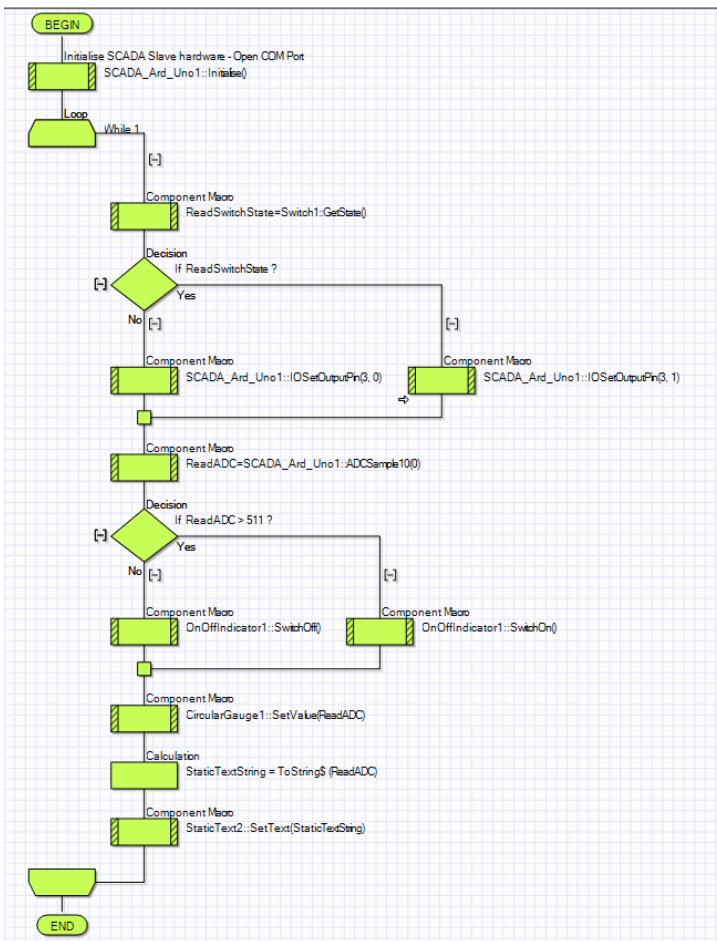 BEGIN
Initialise SCADA Slave hardware - Open COM Port
SCADA_Ard_Uno1::Initialise()
Loop
While 1
[-]
Component Macro
ReadSwitchState=Switch1::GetState()
Decision
If ReadSwitchState ?
[-]
Yes
No
[-]
[-]
Component Macro
SCADA_Ard_Uno1::IOSetOutputPin(3, 0)
Component Macro
SCADA_Ard_Uno1::IOSetOutputPin(3, 1)
Component Macro
ReadADC=SCADA_Ard_Uno1::ADCSample10(0)
Decision
If ReadADC > 511 ?
[-]
Yes
No
[-]
[-]
Component Macro
OnOffIndicator1::SwitchOff()
Component Macro
OnOffIndicator1::SwitchOn()
Component Macro
CircularGauge1::SetValue(ReadADC)
Calculation
StaticTextString = ToString$ (ReadADC)
Component Macro
StaticText2::SetText(StaticTextString)
END